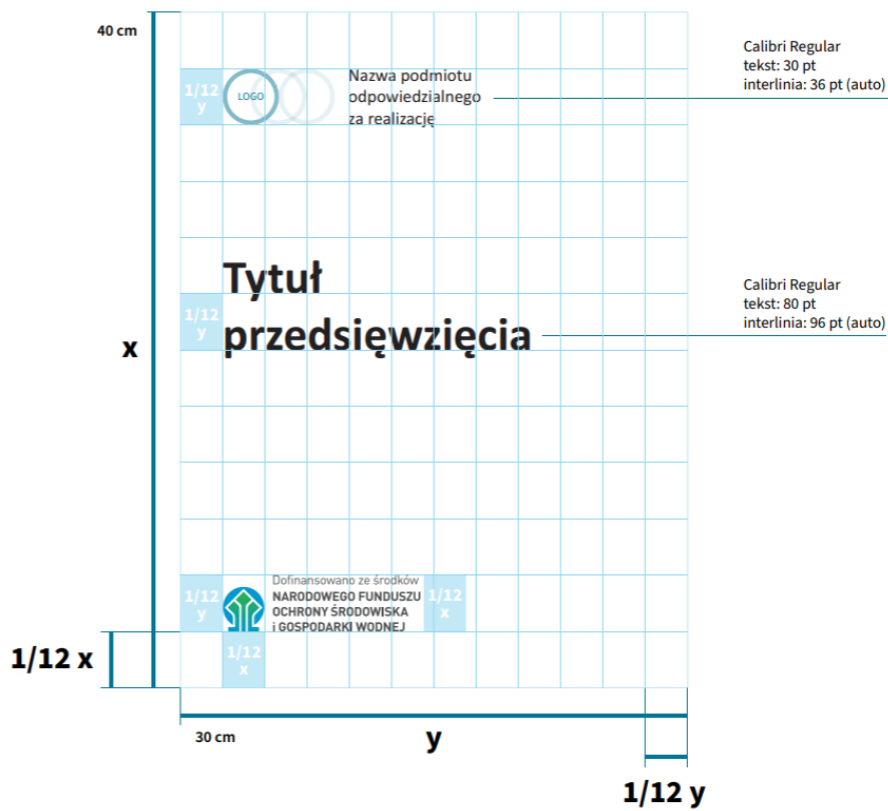 40 cm
Calibri Regular
tekst: 30 pt
interlinia: 36 pt (auto)
1/12
y
LOGO
Nazwa podmiotu
odpowiedzialnego
za realizację
Tytuł
przedsięwzięcia
1/12
y
Calibri Regular
tekst: 80 pt
interlinia: 96 pt (auto)
x
1/12
y
Dofinansowano ze środków
NARODOWEGO FUNDUSZU
OCHRONY ŚRODOWISKA
i GOSPODARKI WODNEJ
1/12
x
1/12 x
1/12
x
30 cm
y
1/12 y